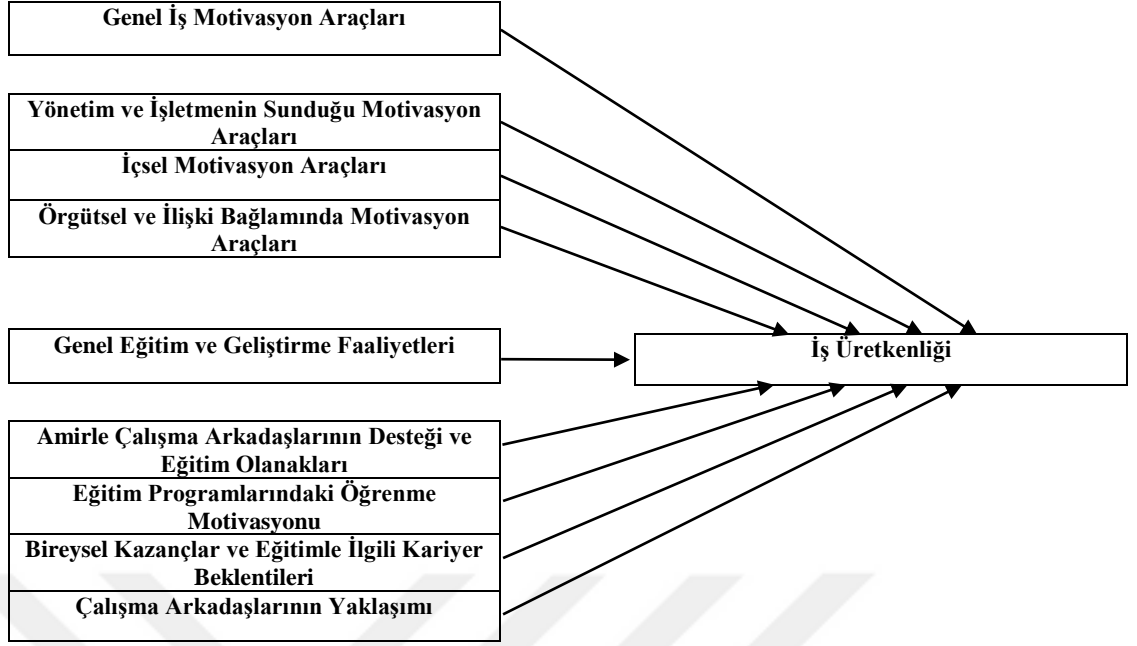 Genel İş Motivasyon Araçları
Yönetim ve İşletmenin Sunduğu Motivasyon
Araçları
İçsel Motivasyon Araçları
Örgütsel ve İlişki Bağlamında Motivasyon
Araçları
Genel Eğitim ve Geliştirme Faaliyetleri
İş Üretkenliği
Amirle Çalışma Arkadaşlarının Desteği ve
Eğitim Olanakları
Eğitim Programlarındaki Öğrenme
Motivasyonu
Bireysel Kazançlar ve Eğitimle İlgili Kariyer
Beklentileri
Çalışma Arkadaşlarının Yaklaşımı